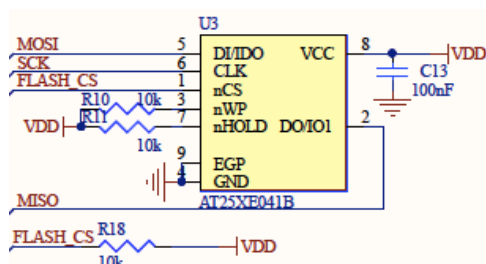 U3
MOSI 5 DI/IDO VCC 8 VDD
SCK 6 CLK C13
FLASH_CS 1 nCS 100nF
R10 10k 3 nWP
VDD R11 10k 7 nHOLD DO/IO1 2
9 EGP
4 GND
MISO AT25XE041B
FLASH_CS R18 10k VDD